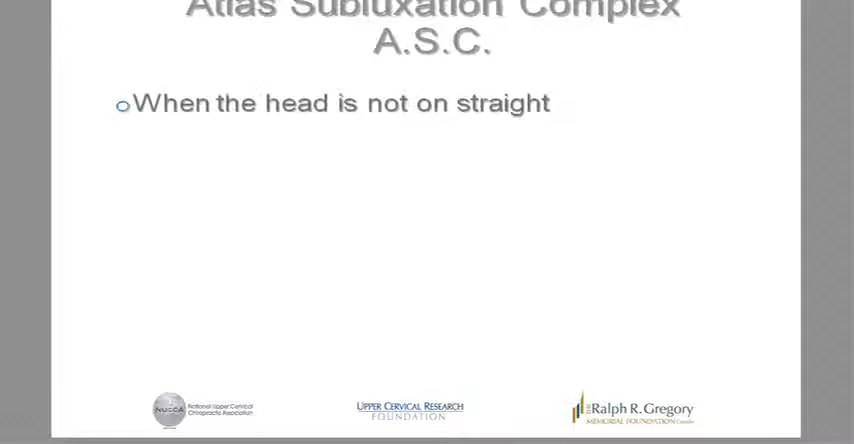 Atlas Subluxation Complex
A.S.C.
When the head is not on straight
NUCCA
National Upper Cervical
Chiropractic Association
UPPER CERVICAL RESEARCH
FOUNDATION
THE Ralph R. Gregory
MEMORIAL FOUNDATION Canada